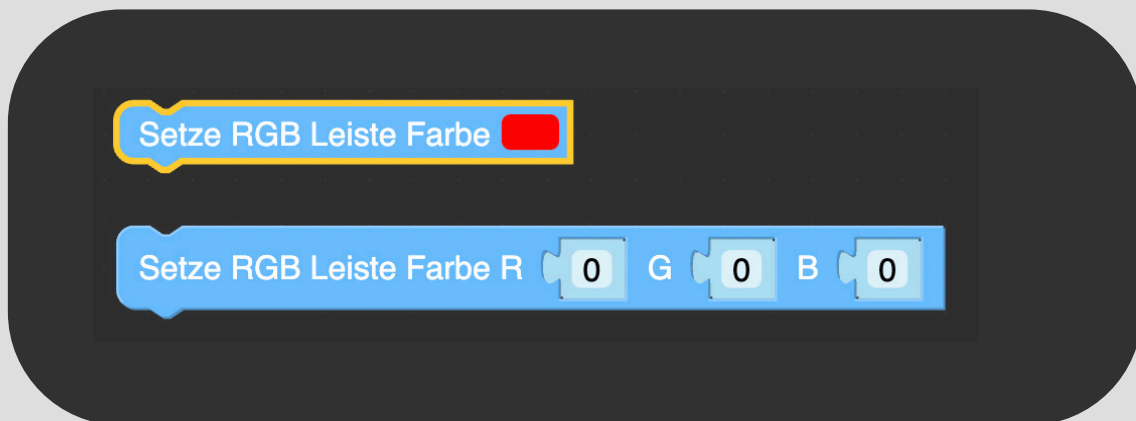 Setze RGB Leiste Farbe
Setze RGB Leiste Farbe R 0 G 0 B 0